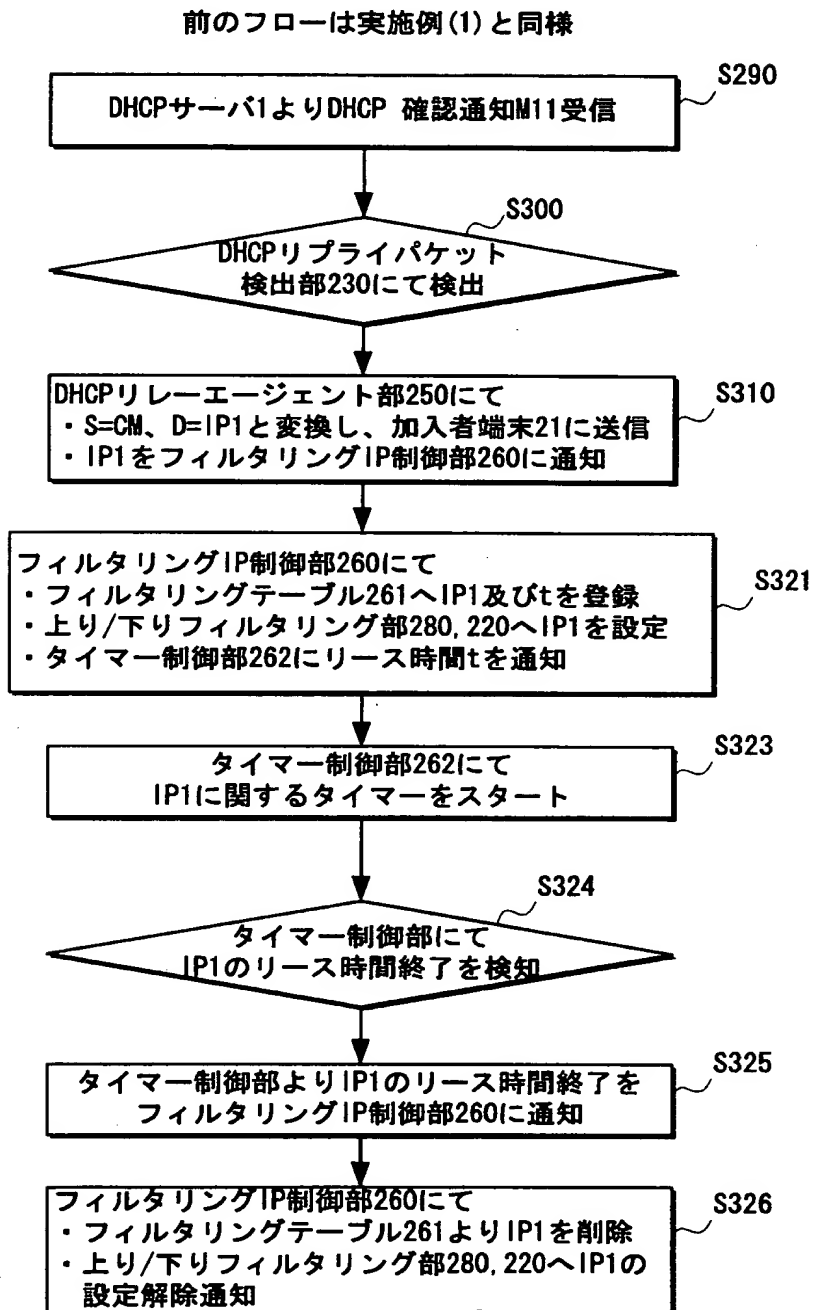 前のフローは実施例(1)と同様
S290
DHCPサーバ1よりDHCP 確認通知M11受信
S300
DHCPリプライパケット
検出部230にて検出
S310
DHCPリレーエージェント部250にて
・S=CM、D=IP1と変換し、加入者端末21に送信
・IP1をフィルタリングIP制御部260に通知
S321
フィルタリングIP制御部260にて
・フィルタリングテーブル261へIP1及びtを登録
・上り/下りフィルタリング部280,220へIP1を設定
・タイマー制御部262にリース時間tを通知
S323
タイマー制御部262にて
IP1に関するタイマーをスタート
S324
タイマー制御部にて
IP1のリース時間終了を検知
S325
タイマー制御部よりIP1のリース時間終了を
フィルタリングIP制御部260に通知
S326
フィルタリングIP制御部260にて
・フィルタリングテーブル261よりIP1を削除
・上り/下りフィルタリング部280,220へIP1の
設定解除通知